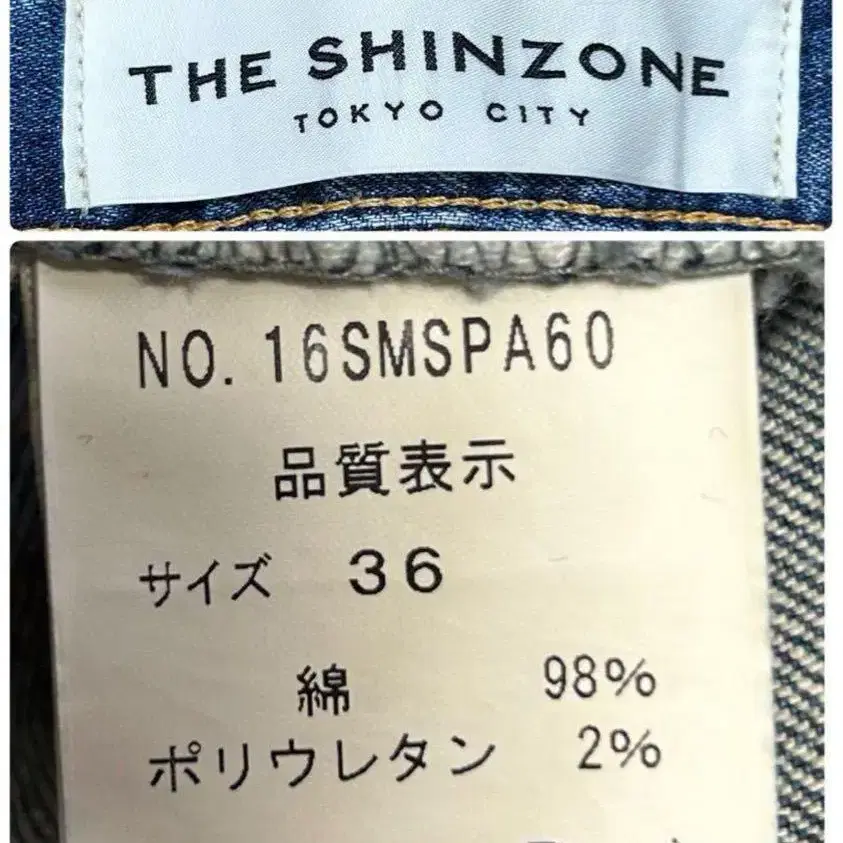 THE SHINZONE
TOKYO CITY
NO. 16SMSPA60
品質表示
サイズ 36
綿 98%
ポリウレタン 2%